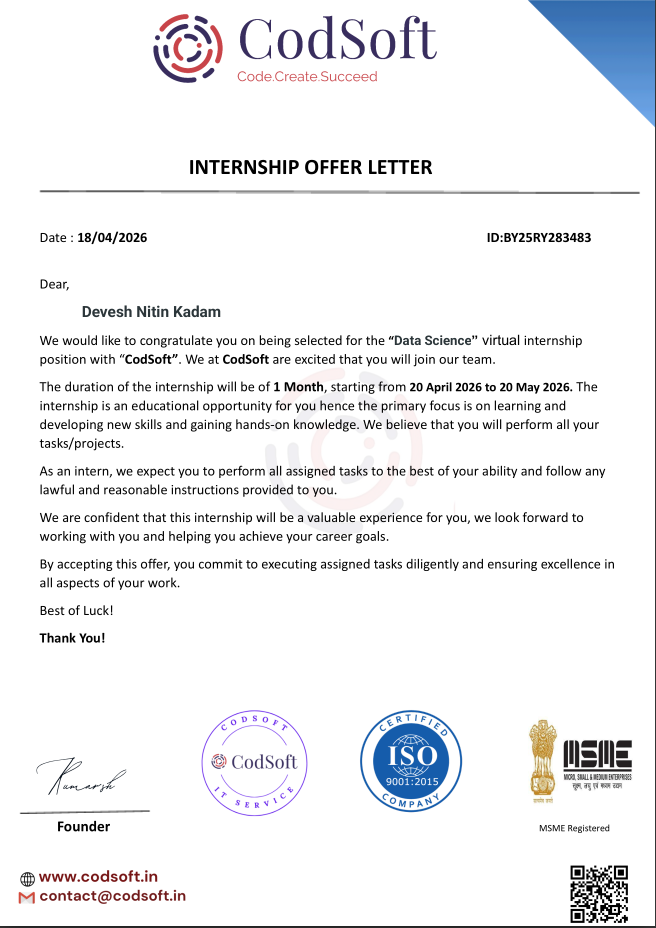 CodSoft
Code.Create.Succeed
INTERNSHIP OFFER LETTER
Date : 18/04/2026 ID:BY25RY283483
Dear,
Devesh Nitin Kadam
We would like to congratulate you on being selected for the “Data Science” virtual internship
position with “CodSoft”. We at CodSoft are excited that you will join our team.
The duration of the internship will be of 1 Month, starting from 20 April 2026 to 20 May 2026. The
internship is an educational opportunity for you hence the primary focus is on learning and
developing new skills and gaining hands-on knowledge. We believe that you will perform all your
tasks/projects.
As an intern, we expect you to perform all assigned tasks to the best of your ability and follow any
lawful and reasonable instructions provided to you.
We are confident that this internship will be a valuable experience for you, we look forward to
working with you and helping you achieve your career goals.
By accepting this offer, you commit to executing assigned tasks diligently and ensuring excellence in
all aspects of your work.
Best of Luck!
Thank You!
Founder
CODSOFT
CodSoft
IT SERVICE
CERTIFIED
ISO
9001:2015
COMPANY
MSME
MICRO, SMALL & MEDIUM ENTERPRISES
सूक्ष्म, लघु एवं मध्यम उद्यम
MSME Registered
www.codsoft.in
contact@codsoft.in